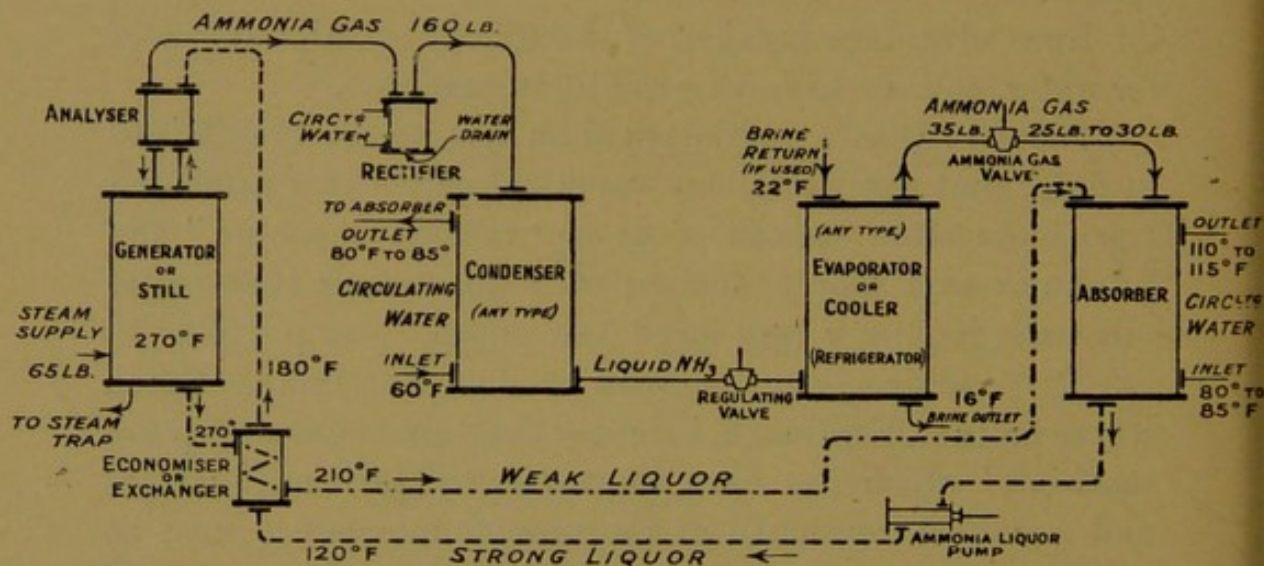 AMMONIA GAS 160 LB.
ANALYSER
CIRCTG
WATER
WATER
DRAIN
RECTIFIER
BRINE
RETURN
(IF USED)
22°F
AMMONIA GAS
35 LB. 25 LB. TO 30 LB.
AMMONIA GAS
VALVE
GENERATOR
OR
STILL
270°F
STEAM
SUPPLY
65 LB.
TO STEAM
TRAP
180°F
TO ABSORBER
OUTLET
80°F TO 85°
CIRCULATING
WATER
INLET
60°F
CONDENSER
(ANY TYPE)
LIQUID NH3
REGULATING
VALVE
(ANY TYPE)
EVAPORATOR
OR
COOLER
(REFRIGERATOR)
16°F
BRINE OUTLET
ABSORBER
OUTLET
110° TO
115°F
CIRCLTG
WATER
INLET
80° TO
85°F
270°
ECONOMISER
OR
EXCHANGER
210°F
WEAK LIQUOR
120°F
STRONG LIQUOR
AMMONIA LIQUOR
PUMP